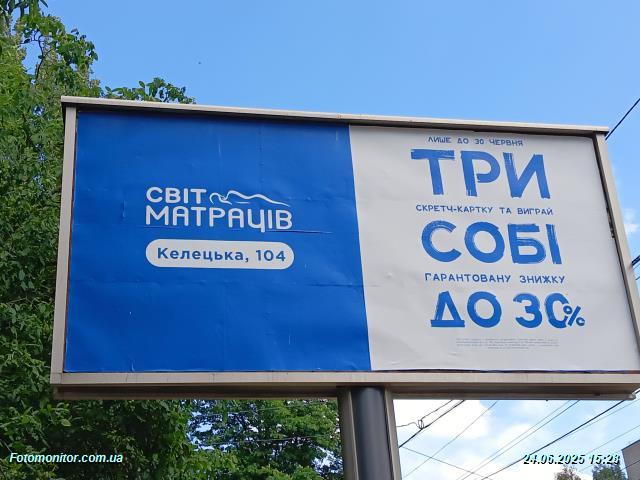 СВІТ
МАТРАЦІВ
Келецька, 104
ЛИШЕ ДО 30 ЧЕРВНЯ
ТРИ
СКРЕТЧ-КАРТКУ ТА ВИГРАЙ
СОБІ
ГАРАНТОВАНУ ЗНИЖКУ
ДО 30%
Fotomonitor.com.ua
24.06.2025 15:28